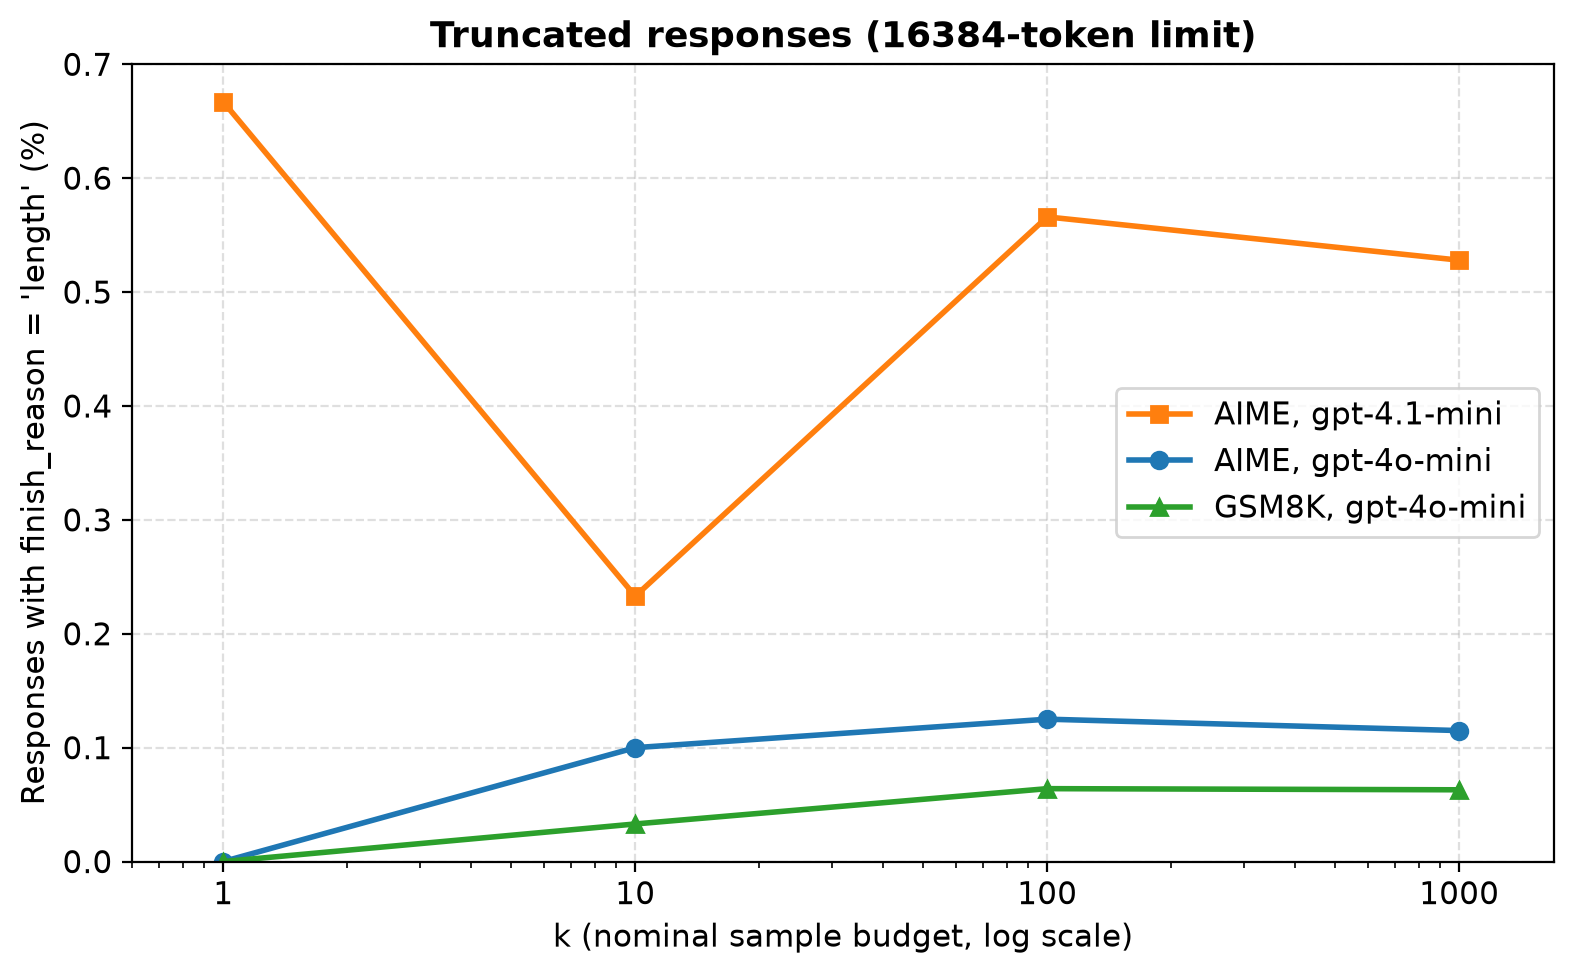 Truncated responses (16384-token limit)
Responses with finish_reason = 'length' (%)
0.7
0.6
0.5
0.4
0.3
0.2
0.1
0.0
AIME, gpt-4.1-mini
AIME, gpt-4o-mini
GSM8K, gpt-4o-mini
1 10 100 1000
k (nominal sample budget, log scale)